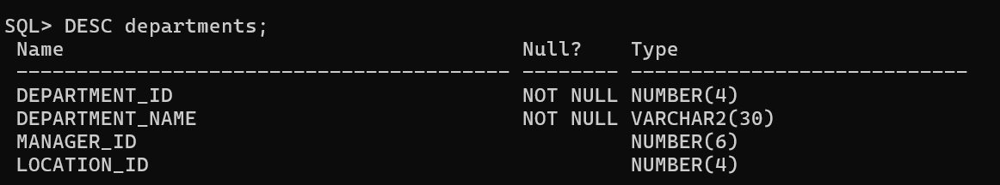 SQL> DESC departments;
Name Null? Type
----------------------------------------- -------- ----------------------------
DEPARTMENT_ID NOT NULL NUMBER(4)
DEPARTMENT_NAME NOT NULL VARCHAR2(30)
MANAGER_ID NUMBER(6)
LOCATION_ID NUMBER(4)